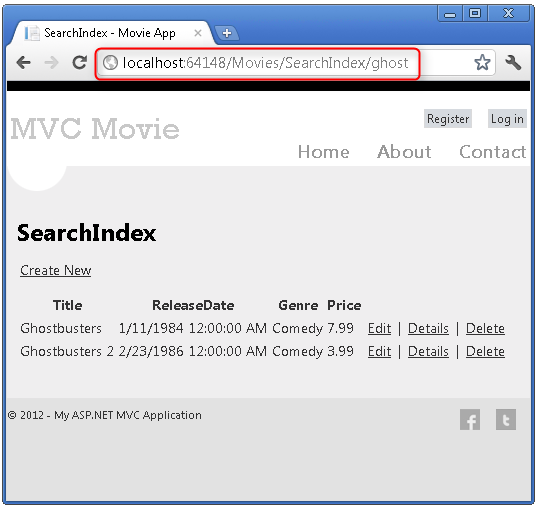 SearchIndex - Movie App
localhost:64148/Movies/SearchIndex/ghost
Register Log in
MVC Movie
Home About Contact
SearchIndex
Create New
Title ReleaseDate Genre Price
Ghostbusters 1/11/1984 12:00:00 AM Comedy 7.99 Edit | Details | Delete
Ghostbusters 2 2/23/1986 12:00:00 AM Comedy 3.99 Edit | Details | Delete
© 2012 - My ASP.NET MVC Application